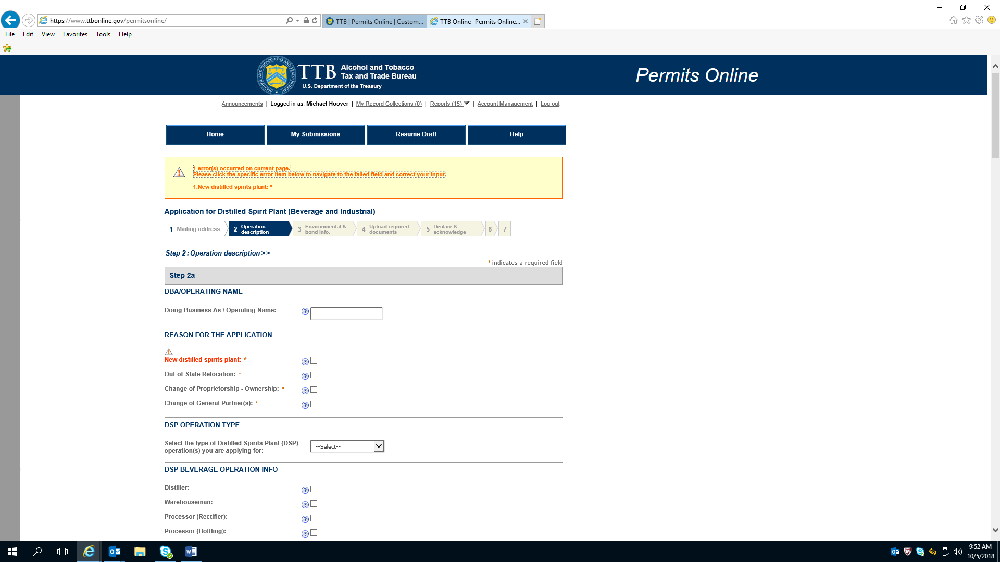 https://www.ttbonline.gov/permitsonline/
TTB | Permits Online | Custom...
TTB Online- Permits Online...
File Edit View Favorites Tools Help
TTB Alcohol and Tobacco
Tax and Trade Bureau
U.S. Department of the Treasury
Permits Online
Announcements | Logged in as: Michael Hoover | My Record Collections (0) | Reports (15) | Account Management | Log out
Home My Submissions Resume Draft Help
1 error(s) occurred on current page.
Please click the specific error item below to navigate to the failed field and correct your input.
1.New distilled spirits plant: *
Application for Distilled Spirit Plant (Beverage and Industrial)
1 Mailing address
2 Operation description
3 Environmental & bond info.
4 Upload required documents
5 Declare & acknowledge
6
7
Step 2:Operation description>>
* indicates a required field
Step 2a
DBA/OPERATING NAME
Doing Business As / Operating Name:
REASON FOR THE APPLICATION
New distilled spirits plant: *
Out-of-State Relocation: *
Change of Proprietorship - Ownership: *
Change of General Partner(s): *
DSP OPERATION TYPE
Select the type of Distilled Spirits Plant (DSP)
operation(s) you are applying for:
--Select--
DSP BEVERAGE OPERATION INFO
Distiller:
Warehouseman:
Processor (Rectifier):
Processor (Bottling):
9:52 AM
10/5/2018